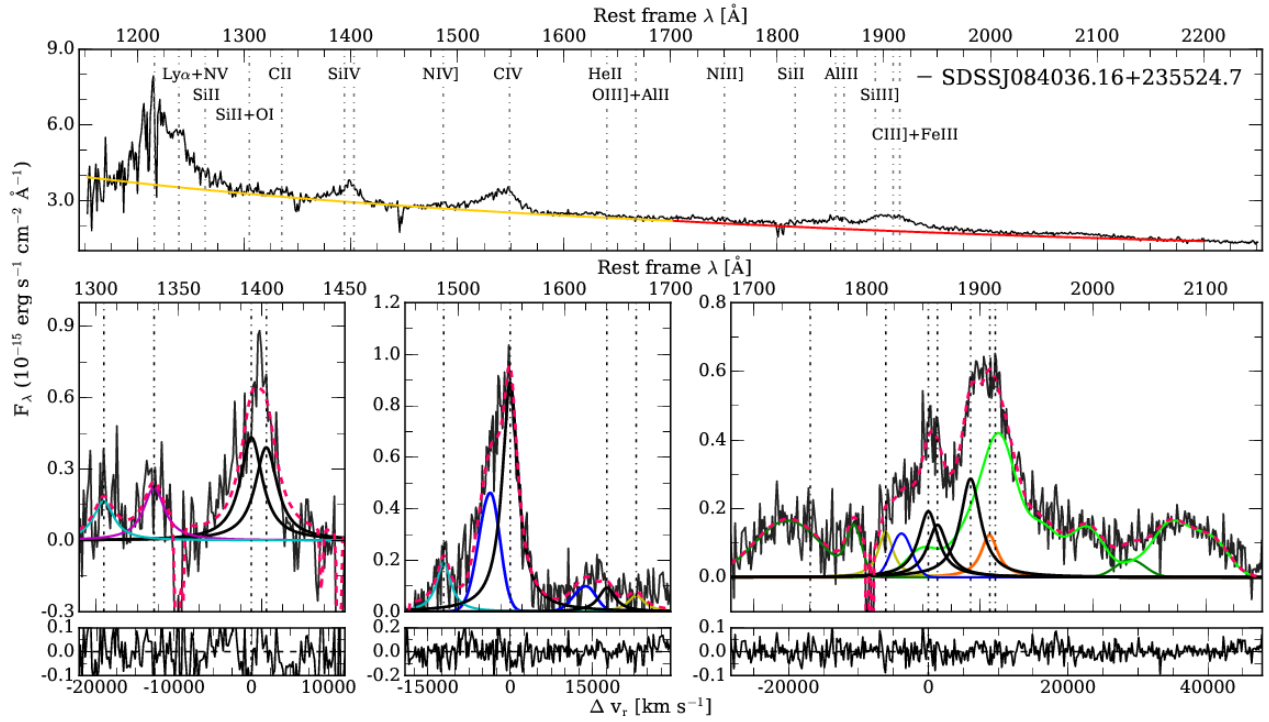 Rest frame λ [Å]
1200 1300 1400 1500 1600 1700 1800 1900 2000 2100 2200
9.0
6.0
3.0
Lyα+NV CII SiIV NIV] CIV HeII NIII] SiII AlIII − SDSSJ084036.16+235524.7
SiII OIII]+AlII SiIII]
SiII+OI
CIII]+FeIII
F_λ (10⁻¹⁵ erg s⁻¹ cm⁻² Å⁻¹)
Rest frame λ [Å]
1300 1350 1400 1450
0.9
0.6
0.3
0.0
-0.3
0.1
0.0
-0.1
-20000 -10000 0 10000
1500 1600 1700
1.2
1.0
0.8
0.6
0.4
0.2
0.0
0.2
0.0
-0.2
-15000 0 15000
1700 1800 1900 2000 2100
0.8
0.6
0.4
0.2
0.0
0.1
0.0
-0.1
-20000 0 20000 40000
Δ v_r [km s⁻¹]